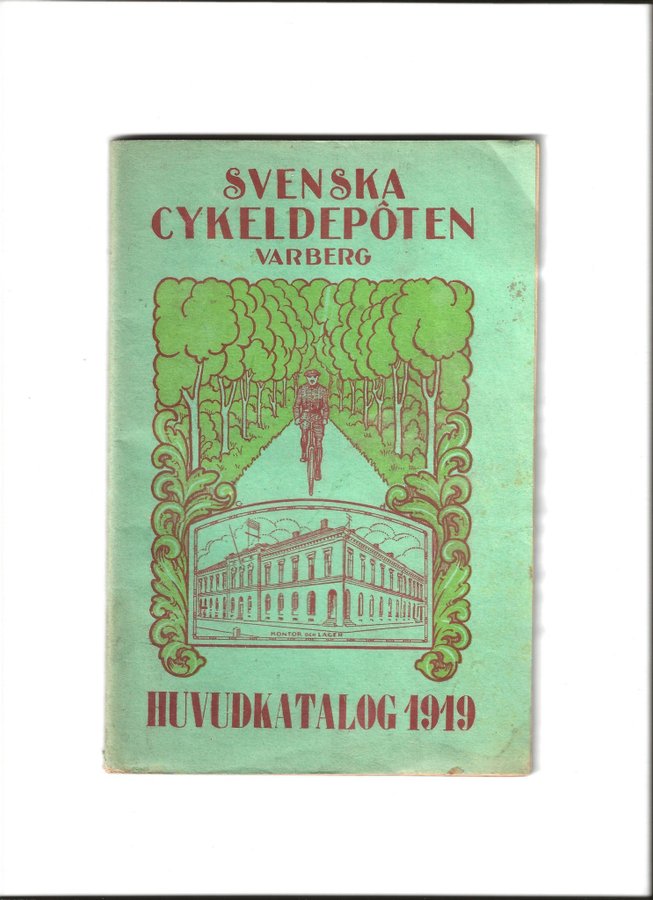 SVENSKA
CYKELDEPÔTEN
VARBERG
KONTOR OCH LAGER
HUVUDKATALOG 1919